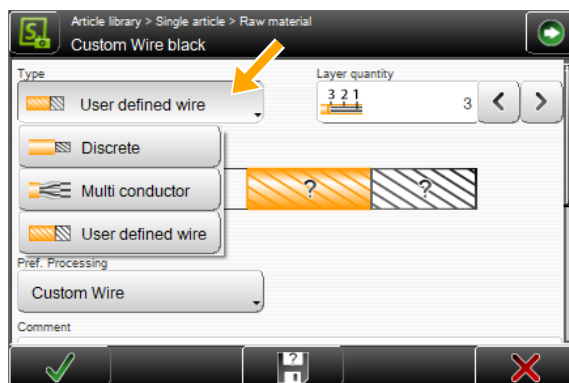 Article library > Single article > Raw material
Custom Wire black
Type
Layer quantity
User defined wire
3 2 1
3
Discrete
Multi conductor
? ?
User defined wire
Pref. Processing
Custom Wire
Comment
?